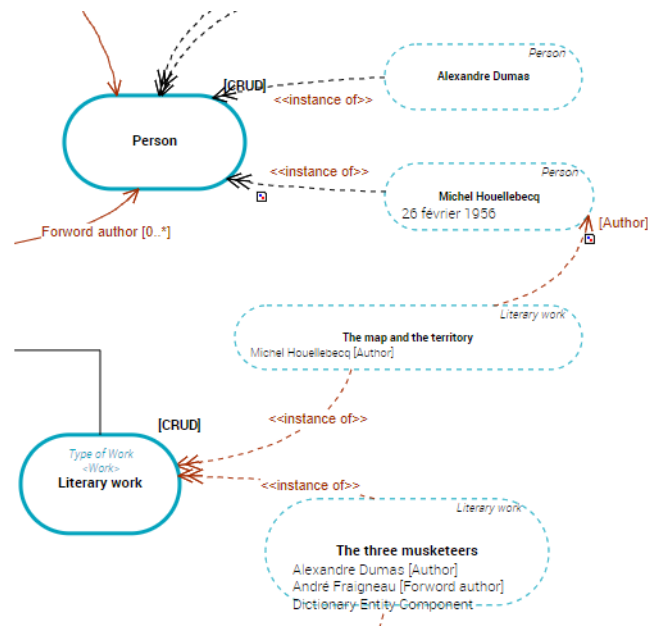 Person
Alexandre Dumas
[CRUD]
<<instance of>>
Person
Person
<<instance of>>
Michel Houellebecq
26 février 1956
[Author]
Forword author [0..*]
Literary work
The map and the territory
Michel Houellebecq [Author]
<<instance of>>
[CRUD]
Type of Work
<Work>
Literary work
<<instance of>>
Literary work
The three musketeers
Alexandre Dumas [Author]
André Fraigneau [Forword author]
Dictionary Entity Component